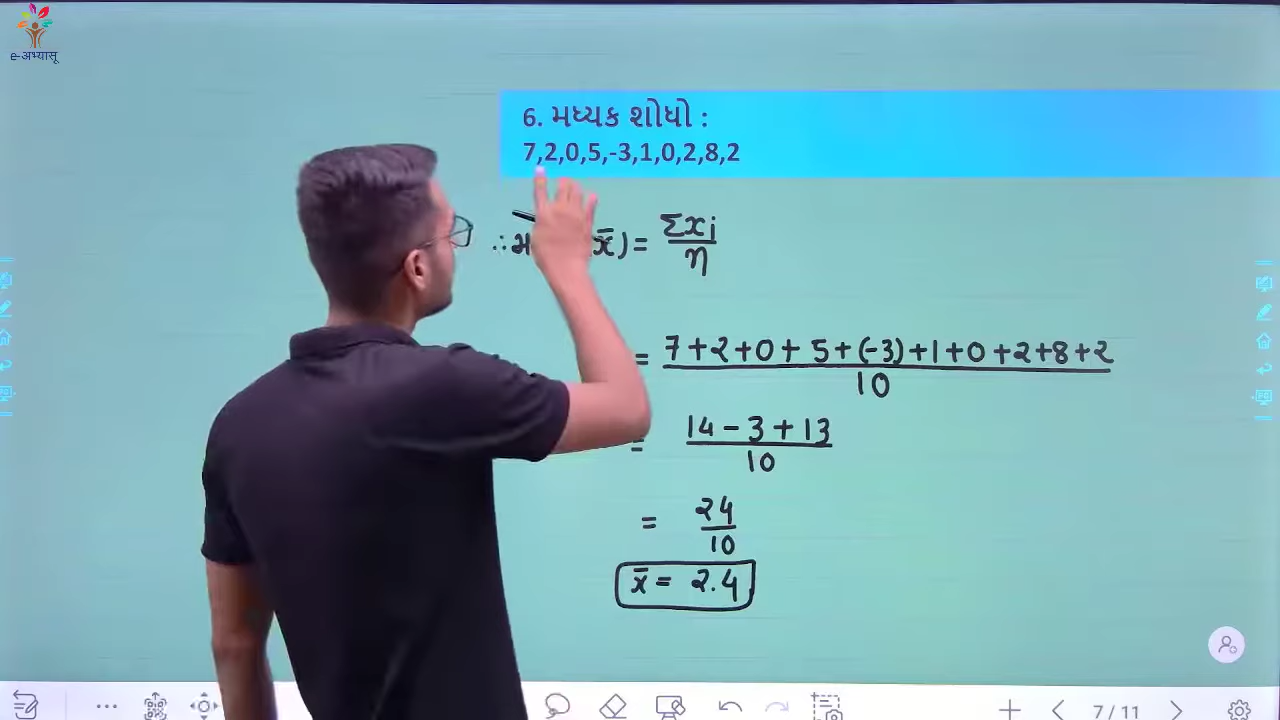 e-अभ्यासू
6. મધ્યક શોધો :
7,2,0,5,-3,1,0,2,8,2
x̄) = Σxi/n
= 7+2+0+5+(-3)+1+0+2+8+2/10
= 14-3+13/10
= 24/10
x̄ = 2.4
7 / 11